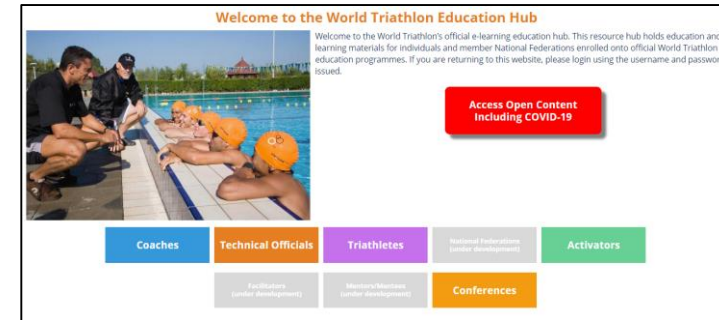 Welcome to the World Triathlon Education Hub
Welcome to the World Triathlon's official e-learning education hub. This resource hub holds education and
learning materials for individuals and member National Federations enrolled onto official World Triathlon
education programmes. If you are returning to this website, please login using the username and password
issued.
Access Open Content
Including COVID-19
Coaches
Technical Officials
Triathletes
National Federations
(under development)
Activators
Facilitators
(under development)
Mentors/Mentees
(under development)
Conferences